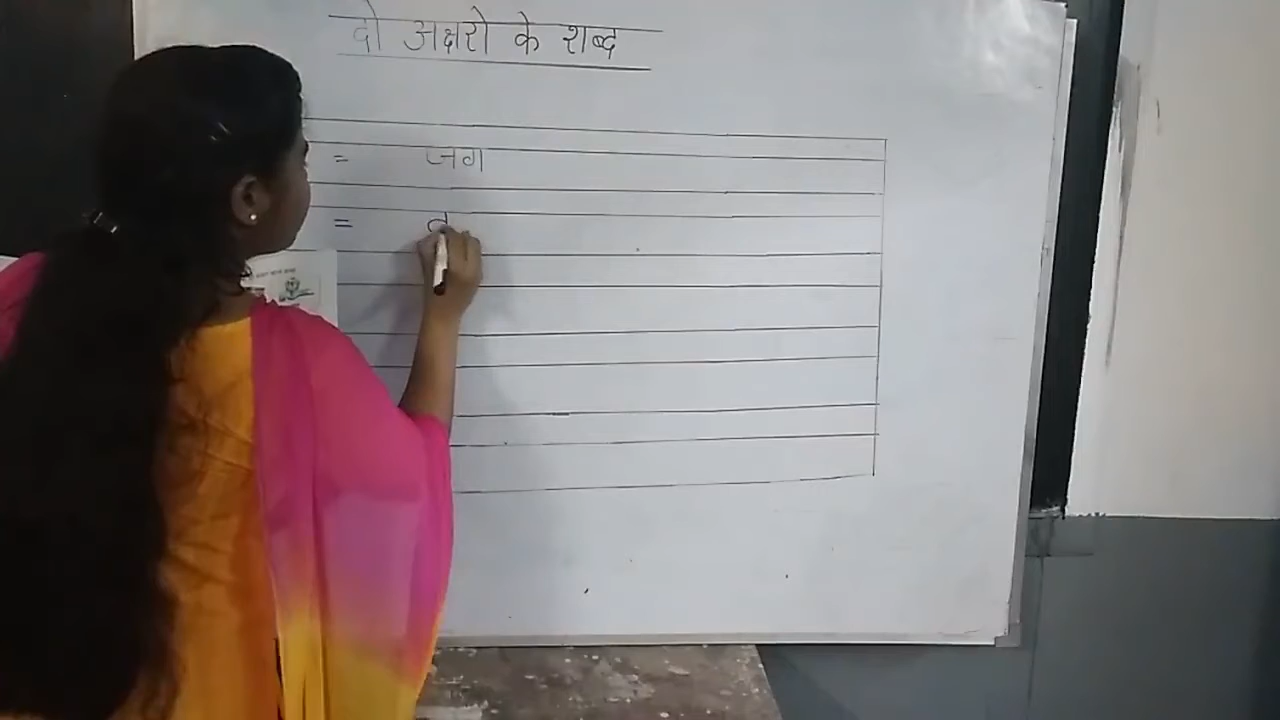 दो अक्षरो के शब्द
= जग
=